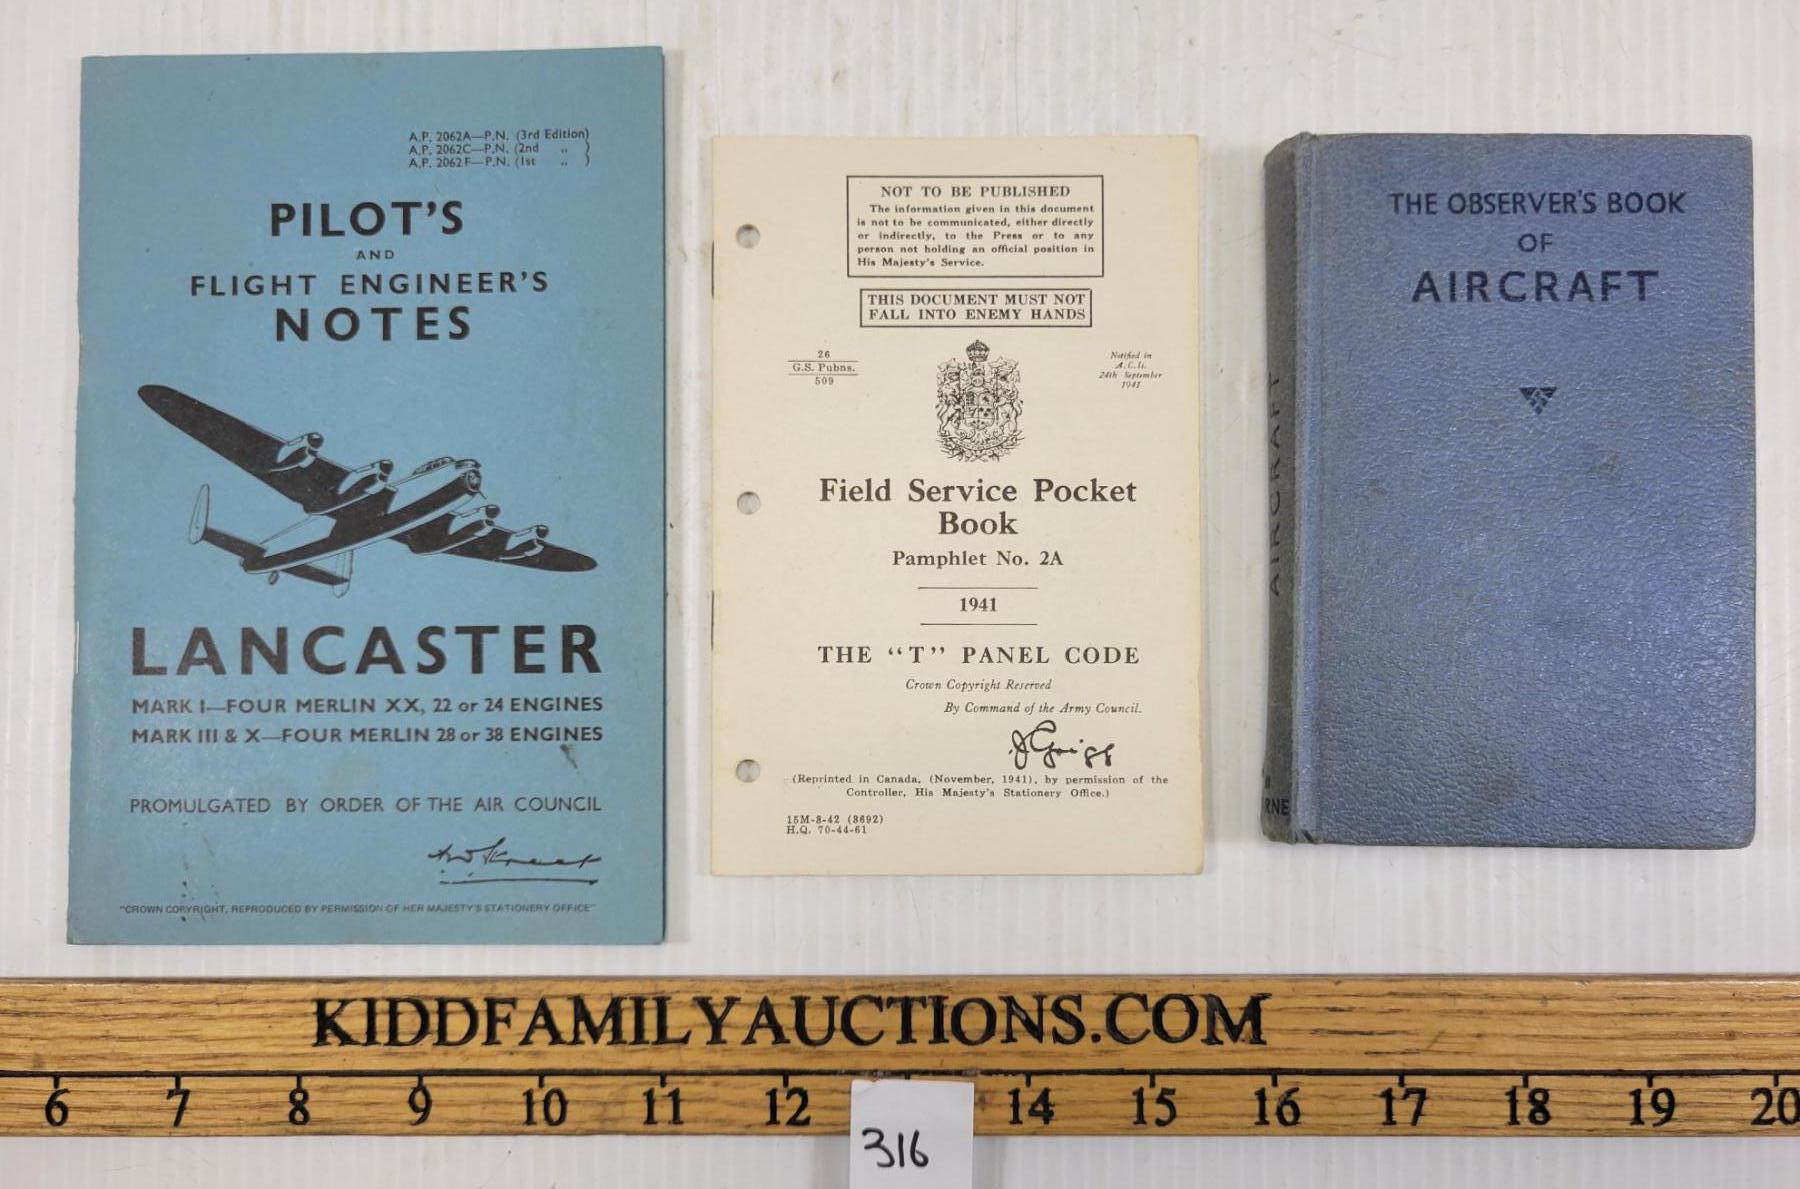 A.P. 2062A—P.N. (3rd Edition)
A.P. 2062C—P.N. (2nd „ )
A.P. 2062F—P.N. (1st „ )
PILOT'S
AND
FLIGHT ENGINEER'S
NOTES
LANCASTER
MARK I—FOUR MERLIN XX, 22 or 24 ENGINES
MARK III & X—FOUR MERLIN 28 or 38 ENGINES
PROMULGATED BY ORDER OF THE AIR COUNCIL
"CROWN COPYRIGHT, REPRODUCED BY PERMISSION OF HER MAJESTY'S STATIONERY OFFICE"
NOT TO BE PUBLISHED
The information given in this document
is not to be communicated, either directly
or indirectly, to the Press or to any
person not holding an official position in
His Majesty's Service.
THIS DOCUMENT MUST NOT
FALL INTO ENEMY HANDS
26
G.S. Pubns.
509
Notified in
A.C.Is.
24th September
1941
Field Service Pocket
Book
Pamphlet No. 2A
1941
THE "T" PANEL CODE
Crown Copyright Reserved
By Command of the Army Council.
J Grigg
(Reprinted in Canada, (November, 1941), by permission of the
Controller, His Majesty's Stationery Office.)
15M-8-42 (8692)
H.Q. 70-44-61
THE OBSERVER'S BOOK
OF
AIRCRAFT
AIRCRAFT
RNE
KIDDFAMILYAUCTIONS.COM
6 7 8 9 10 11 12 14 15 16 17 18 19 20
316